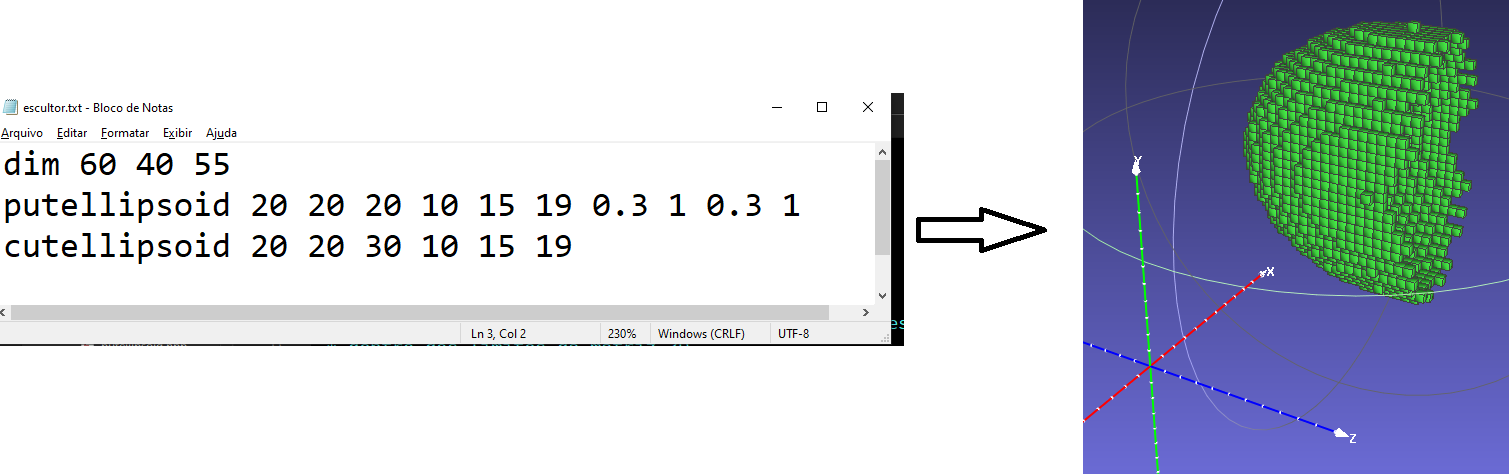 escultor.txt - Bloco de Notas
Arquivo Editar Formatar Exibir Ajuda
dim 60 40 55
putellipsoid 20 20 20 10 15 19 0.3 1 0.3 1
cutellipsoid 20 20 30 10 15 19
Ln 3, Col 2 230% Windows (CRLF) UTF-8
es
Y
X
Z